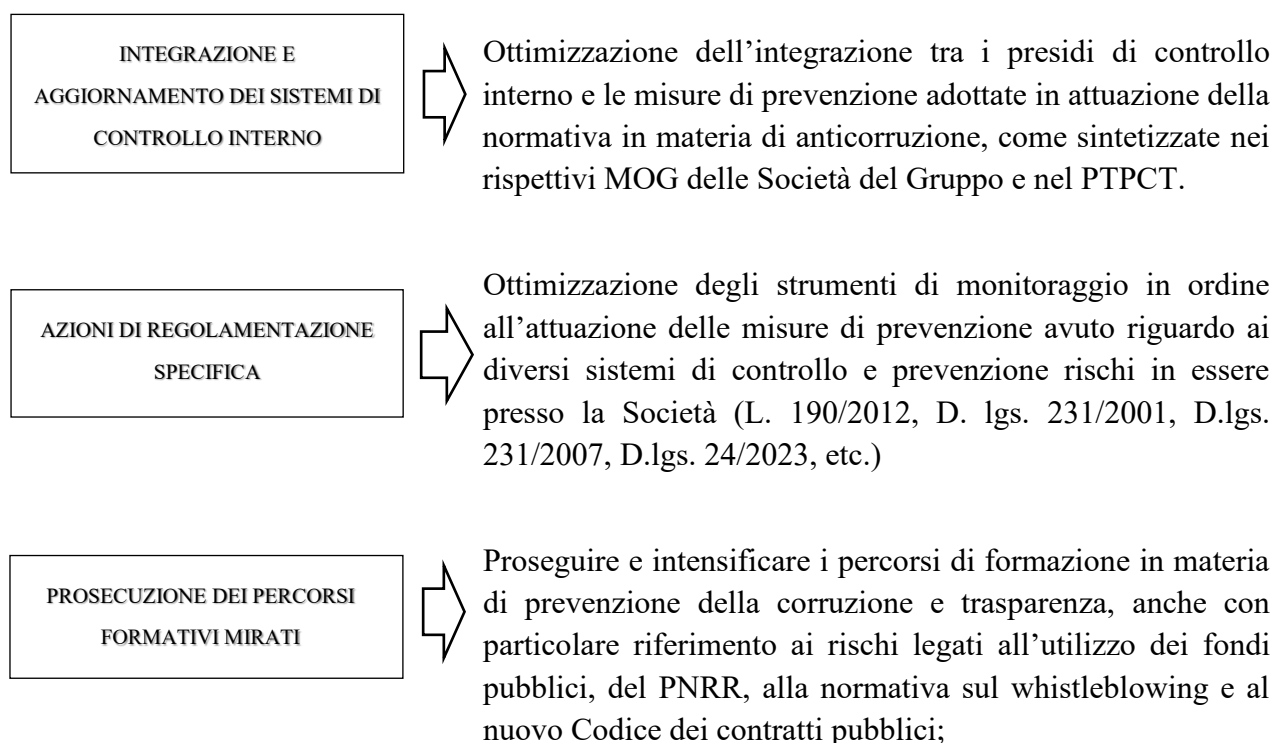 INTEGRAZIONE E
AGGIORNAMENTO DEI SISTEMI DI
CONTROLLO INTERNO
Ottimizzazione dell’integrazione tra i presidi di controllo
interno e le misure di prevenzione adottate in attuazione della
normativa in materia di anticorruzione, come sintetizzate nei
rispettivi MOG delle Società del Gruppo e nel PTPCT.
AZIONI DI REGOLAMENTAZIONE
SPECIFICA
Ottimizzazione degli strumenti di monitoraggio in ordine
all’attuazione delle misure di prevenzione avuto riguardo ai
diversi sistemi di controllo e prevenzione rischi in essere
presso la Società (L. 190/2012, D. lgs. 231/2001, D.lgs.
231/2007, D.lgs. 24/2023, etc.)
PROSECUZIONE DEI PERCORSI
FORMATIVI MIRATI
Proseguire e intensificare i percorsi di formazione in materia
di prevenzione della corruzione e trasparenza, anche con
particolare riferimento ai rischi legati all’utilizzo dei fondi
pubblici, del PNRR, alla normativa sul whistleblowing e al
nuovo Codice dei contratti pubblici;